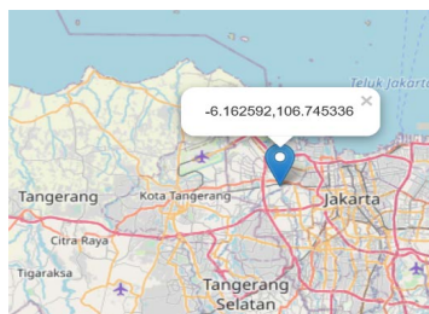 Teluk Jakarta
-6.162592,106.745336
×
Tangerang
Kota Tangerang
Jakarta
Citra Raya
Tigaraksa
Tangerang
Selatan